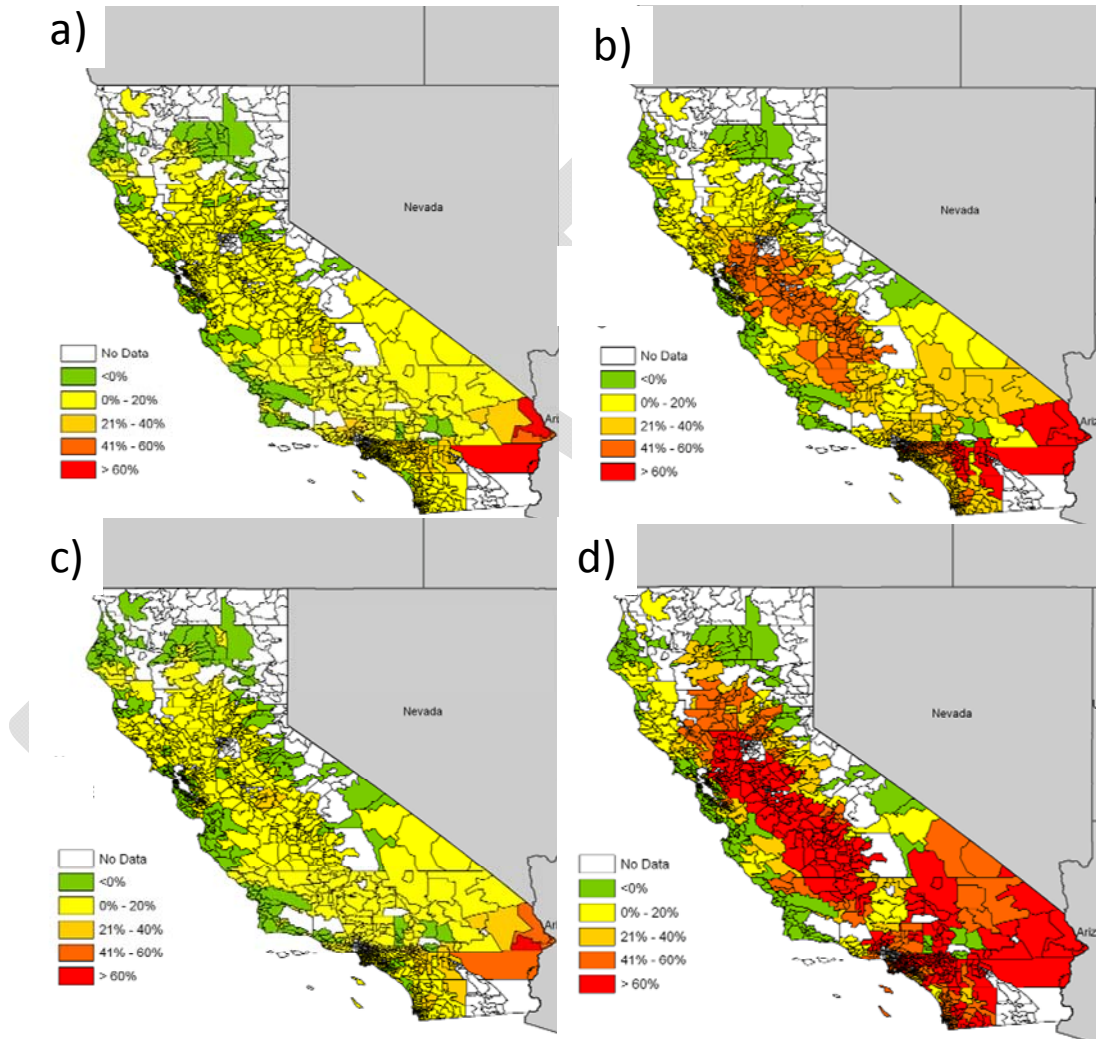 a)
Nevada
Ari
No Data
<0%
0% - 20%
21% - 40%
41% - 60%
> 60%
b)
Nevada
Ariz
No Data
<0%
0% - 20%
21% - 40%
41% - 60%
> 60%
c)
Nevada
Ariz
No Data
<0%
0% - 20%
21% - 40%
41% - 60%
> 60%
d)
Nevada
Ariz
No Data
<0%
0% - 20%
21% - 40%
41% - 60%
> 60%